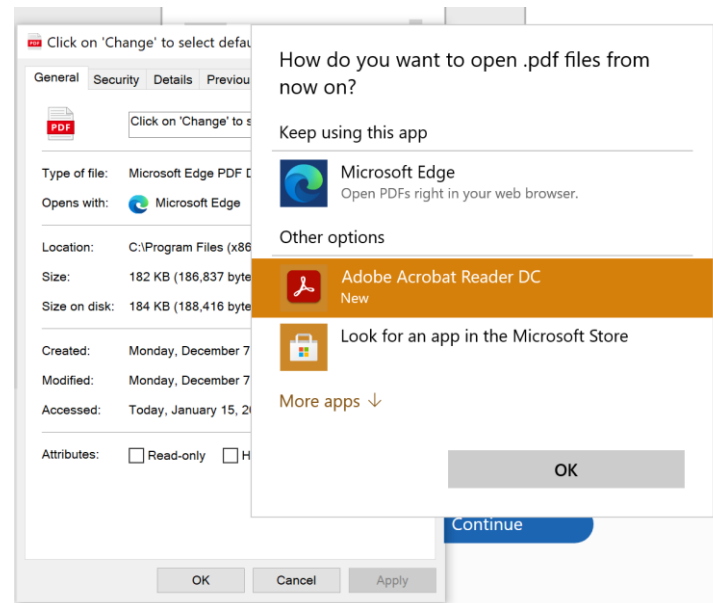 Click on 'Change' to select defau
General Security Details Previou
PDF
Click on 'Change' to s
Type of file: Microsoft Edge PDF D
Opens with: Microsoft Edge
Location: C:\Program Files (x86
Size: 182 KB (186,837 byte
Size on disk: 184 KB (188,416 byte
Created: Monday, December 7
Modified: Monday, December 7
Accessed: Today, January 15, 20
Attributes: Read-only H
OK Cancel Apply
How do you want to open .pdf files from
now on?
Keep using this app
Microsoft Edge
Open PDFs right in your web browser.
Other options
Adobe Acrobat Reader DC
New
Look for an app in the Microsoft Store
More apps ↓
OK
Continue